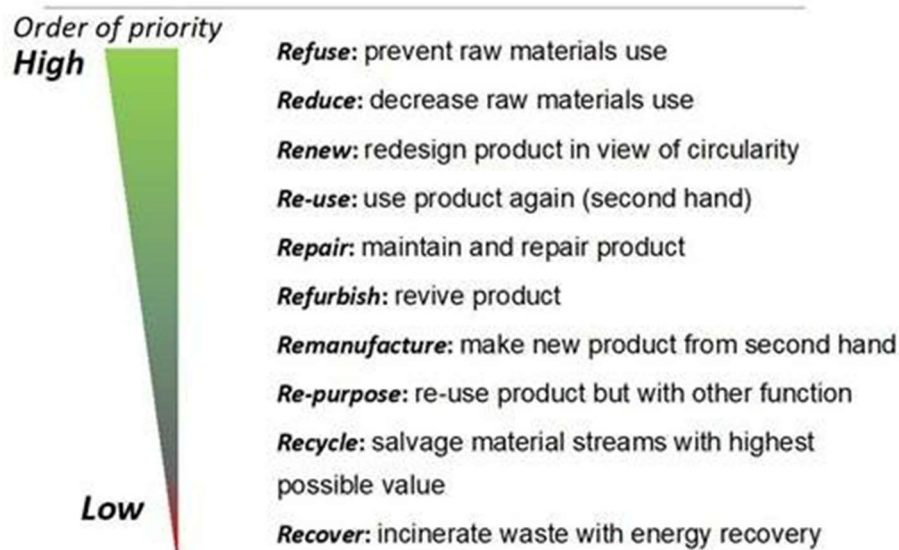 Order of priority
High
Refuse: prevent raw materials use
Reduce: decrease raw materials use
Renew: redesign product in view of circularity
Re-use: use product again (second hand)
Repair: maintain and repair product
Refurbish: revive product
Remanufacture: make new product from second hand
Re-purpose: re-use product but with other function
Recycle: salvage material streams with highest
possible value
Low
Recover: incinerate waste with energy recovery